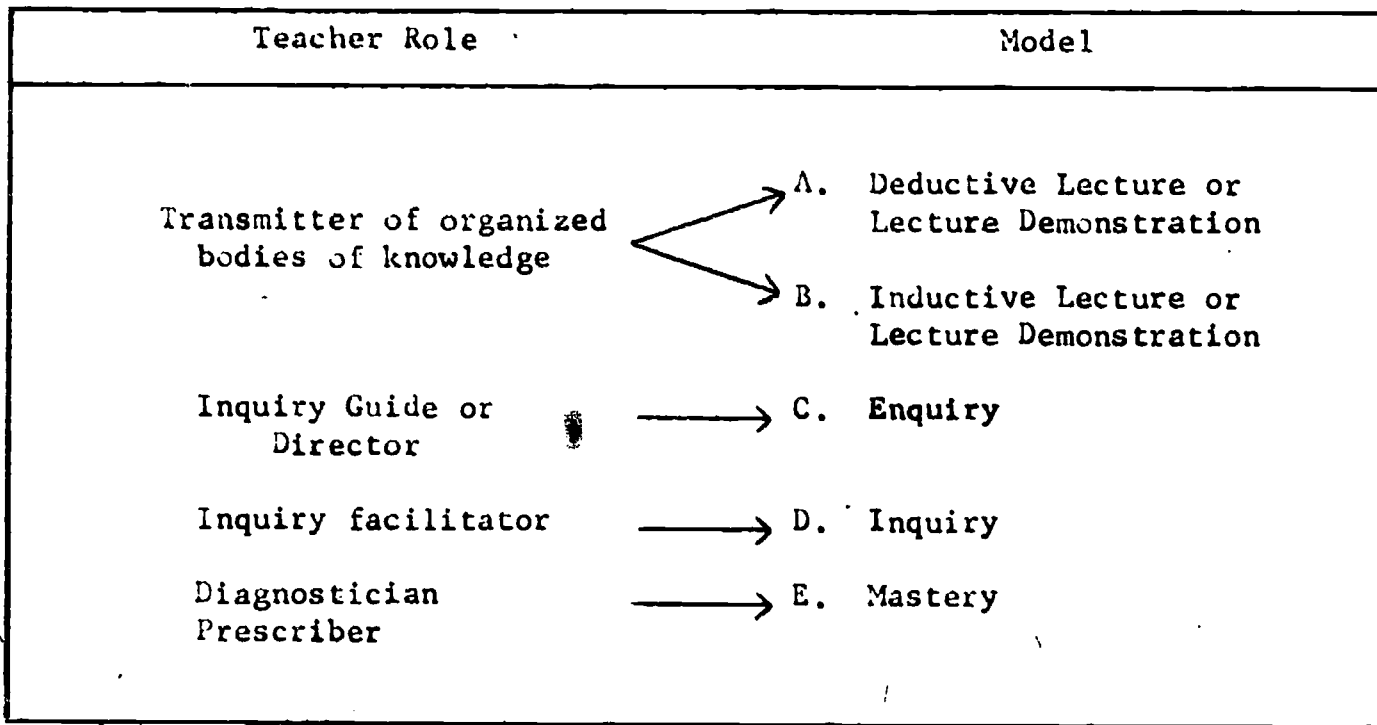 Teacher Role Model
Transmitter of organized
bodies of knowledge
A. Deductive Lecture or
Lecture Demonstration
B. Inductive Lecture or
Lecture Demonstration
Inquiry Guide or
Director
C. Enquiry
Inquiry facilitator D. Inquiry
Diagnostician
Prescriber
E. Mastery